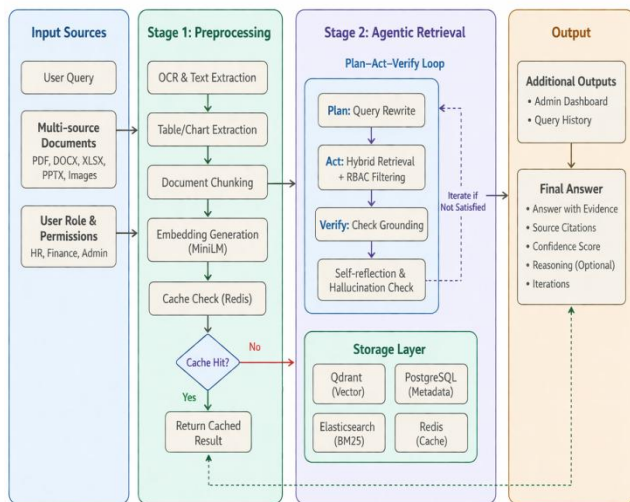 Input Sources
User Query
Multi-source
Documents
PDF, DOCX, XLSX,
PPTX, Images
User Role &
Permissions
HR, Finance, Admin
Stage 1: Preprocessing
OCR & Text Extraction
Table/Chart Extraction
Document Chunking
Embedding Generation
(MiniLM)
Cache Check (Redis)
Cache Hit?
No
Yes
Return Cached
Result
Stage 2: Agentic Retrieval
Plan–Act–Verify Loop
Plan: Query Rewrite
Act: Hybrid Retrieval
+ RBAC Filtering
Verify: Check Grounding
Self-reflection &
Hallucination Check
Iterate if
Not Satisfied
Storage Layer
Qdrant
(Vector)
PostgreSQL
(Metadata)
Elasticsearch
(BM25)
Redis
(Cache)
Output
Additional Outputs
• Admin Dashboard
• Query History
Final Answer
• Answer with Evidence
• Source Citations
• Confidence Score
• Reasoning (Optional)
• Iterations